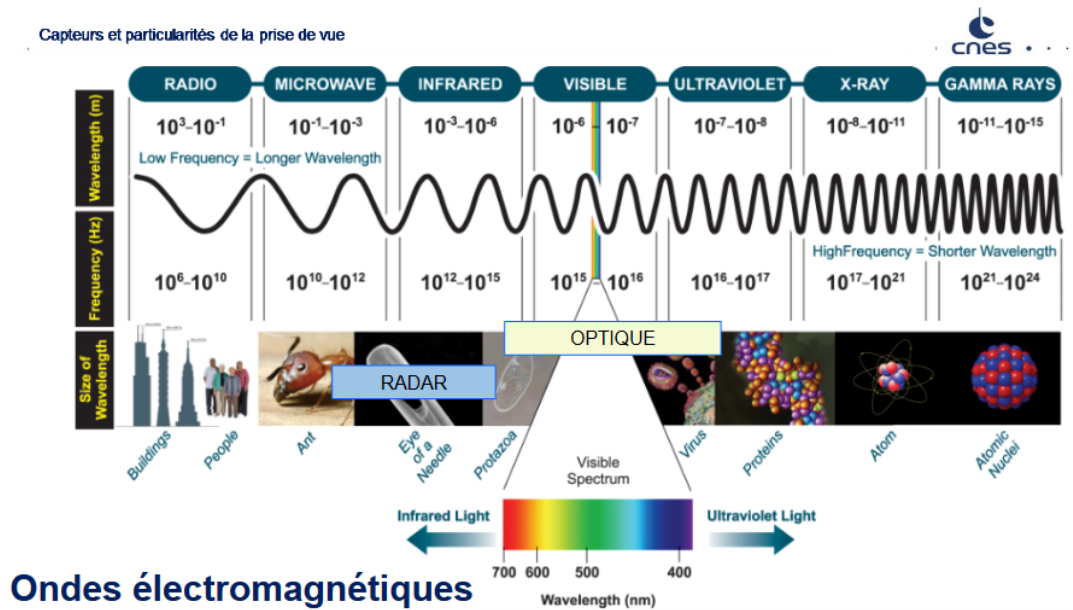 Capteurs et particularités de la prise de vue
cnes
RADIO MICROWAVE INFRARED VISIBLE ULTRAVIOLET X-RAY GAMMA RAYS
Wavelength (m)
10³–10⁻¹ 10⁻¹–10⁻³ 10⁻³–10⁻⁶ 10⁻⁶ 10⁻⁷ 10⁻⁷–10⁻⁸ 10⁻⁸–10⁻¹¹ 10⁻¹¹–10⁻¹⁵
Low Frequency = Longer Wavelength
Frequency (Hz)
HighFrequency = Shorter Wavelength
10⁶–10¹⁰ 10¹⁰–10¹² 10¹²–10¹⁵ 10¹⁵ 10¹⁶ 10¹⁶–10¹⁷ 10¹⁷–10²¹ 10²¹–10²⁴
OPTIQUE
RADAR
Size of
Wavelength
Buildings People Ant Eye
of a
Needle Protazoa Virus Proteins Atom Atomic
Nuclei
Visible
Spectrum
Infrared Light Ultraviolet Light
700 600 500 400
Wavelength (nm)
Ondes électromagnétiques